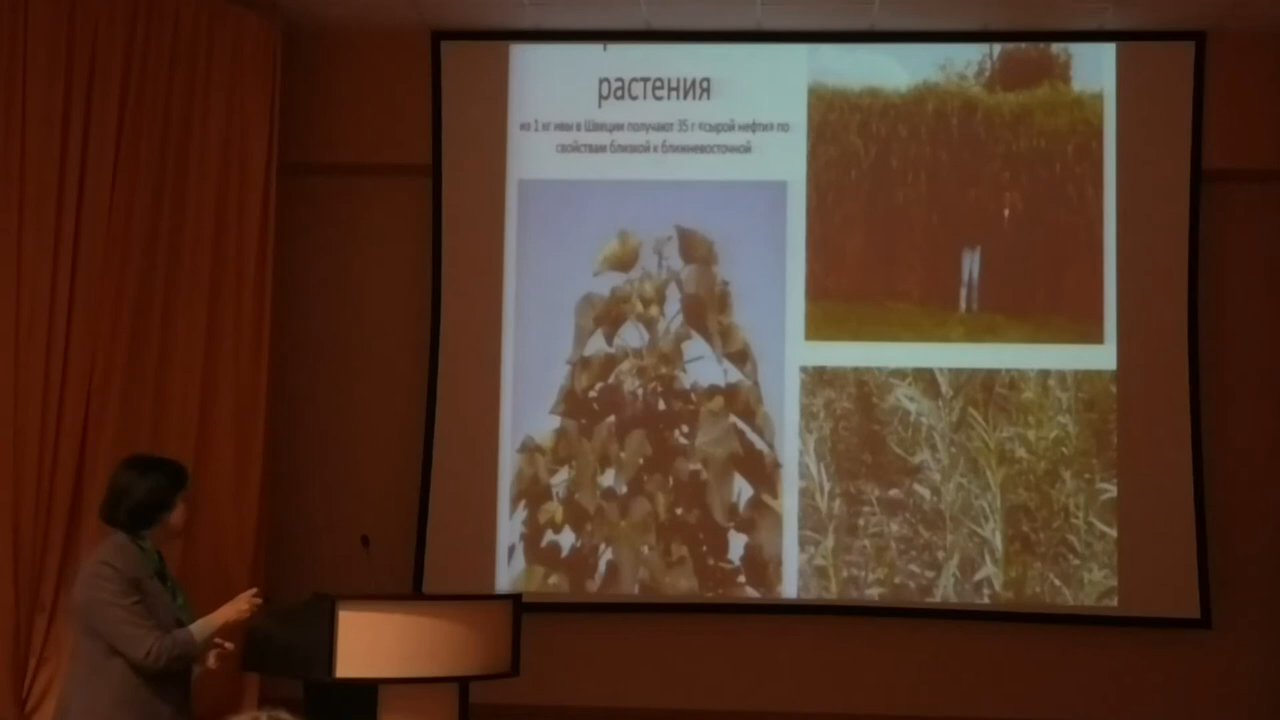 растения
из 1 кг ивы в Швеции получают 35 г «сырой нефти» по
свойствам близкой к ближневосточной